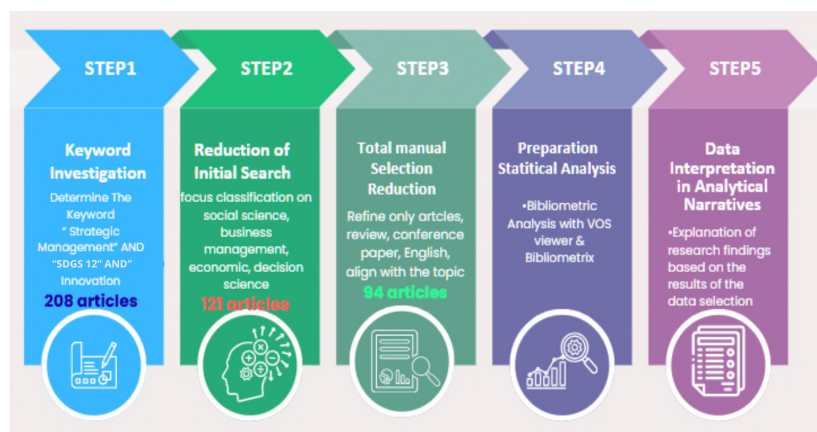 STEP1
Keyword
Investigation
Determine The
Keyword
" Strategic
Management" AND
"SDGS 12" AND"
Innovation
208 articles
STEP2
Reduction of
Initial Search
focus classification on
social science,
business
management,
economic, decision
science
121 articles
STEP3
Total manual
Selection
Reduction
Refine only artcles,
review, conference
paper, English,
align with the topic
94 articles
STEP4
Preparation
Statitical Analysis
•Bibliometric
Analysis with VOS
viewer &
Bibliometrix
STEP5
Data
Interpretation
in Analytical
Narratives
•Explanation of
research findings
based on the
results of the
data selection